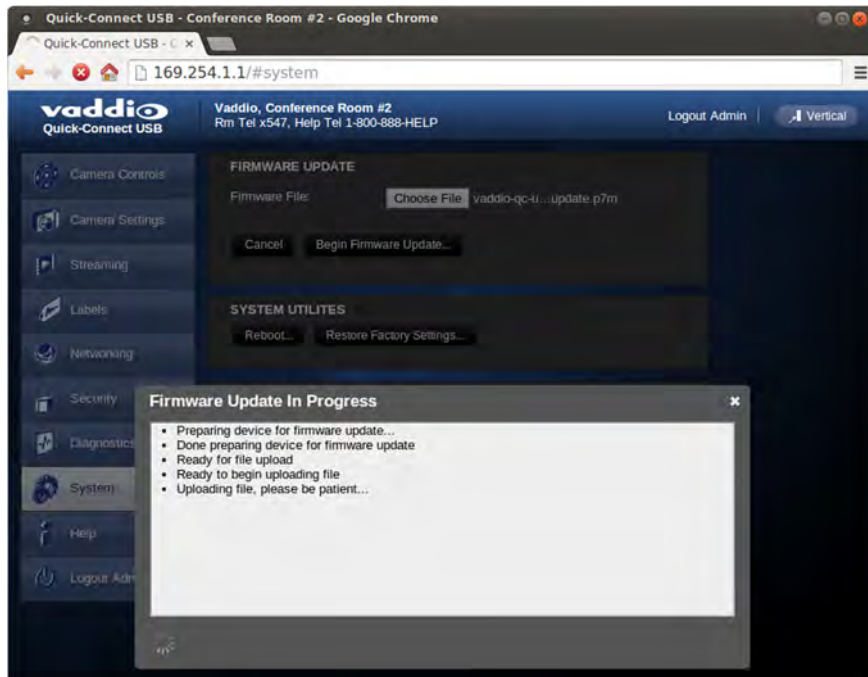 Quick-Connect USB - Conference Room #2 - Google Chrome
Quick-Connect USB - C
169.254.1.1/#system
vaddio
Quick-Connect USB
Vaddio, Conference Room #2
Rm Tel x547, Help Tel 1-800-888-HELP
Logout Admin
Vertical
Camera Controls
Camera Settings
Streaming
Labels
Networking
Security
Diagnostics
System
Help
Logout Adm
FIRMWARE UPDATE
Firmware File:
Choose File
vaddio-qc-u...update.p7m
Cancel
Begin Firmware Update...
SYSTEM UTILITES
Reboot...
Restore Factory Settings...
Firmware Update In Progress
• Preparing device for firmware update...
• Done preparing device for firmware update
• Ready for file upload
• Ready to begin uploading file
• Uploading file, please be patient...